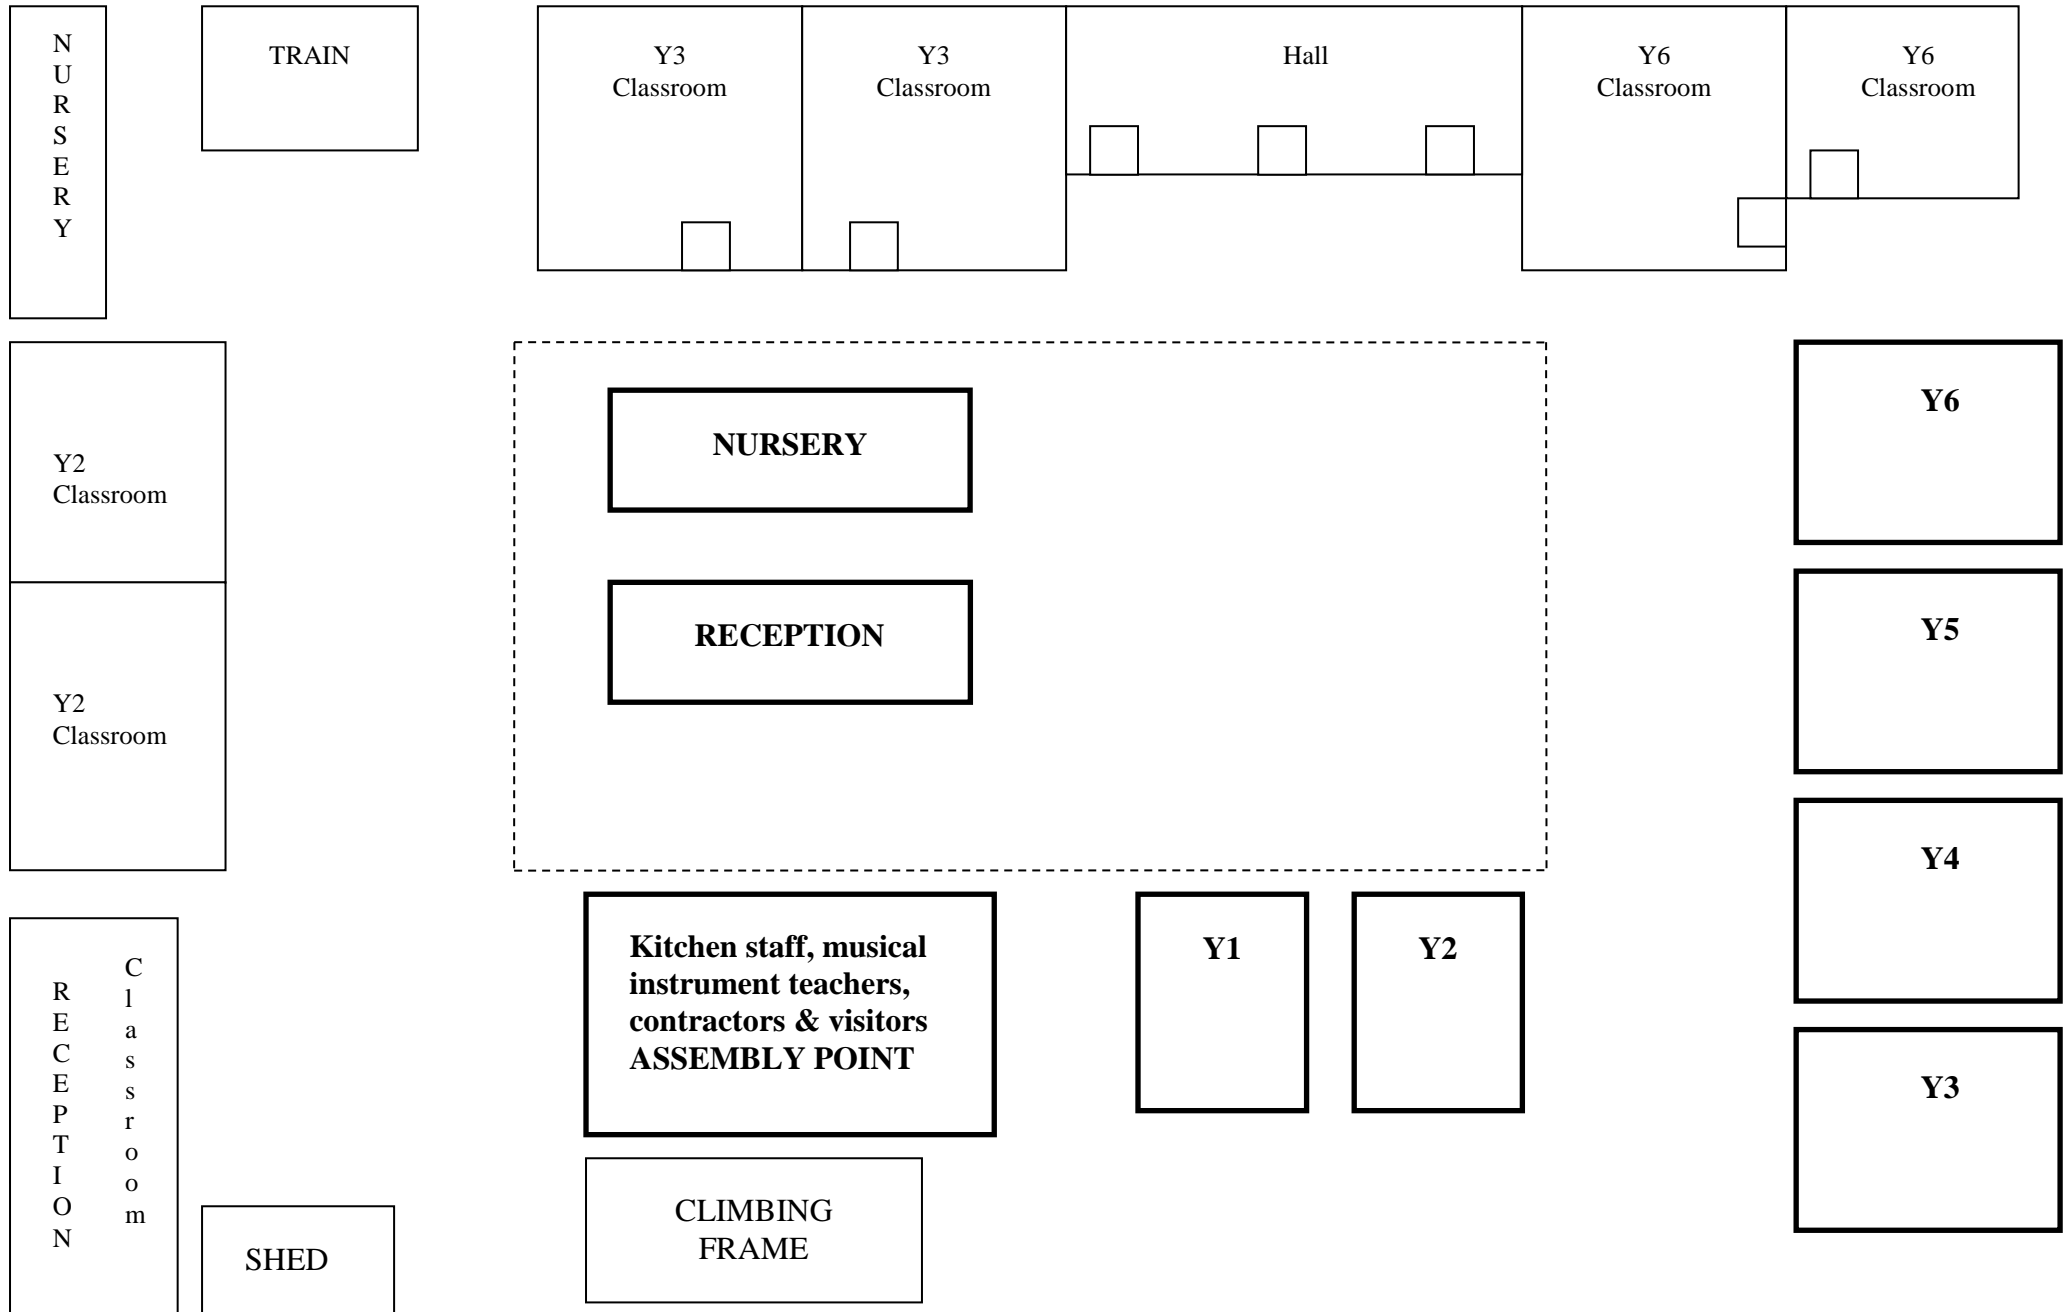 NURSERY
TRAIN
Y3
Classroom
Y3
Classroom
Hall
Y6
Classroom
Y6
Classroom
Y2
Classroom
Y2
Classroom
RECEPTION
Classroom
SHED
NURSERY
RECEPTION
Kitchen staff, musical
instrument teachers,
contractors & visitors
ASSEMBLY POINT
CLIMBING
FRAME
Y1
Y2
Y6
Y5
Y4
Y3